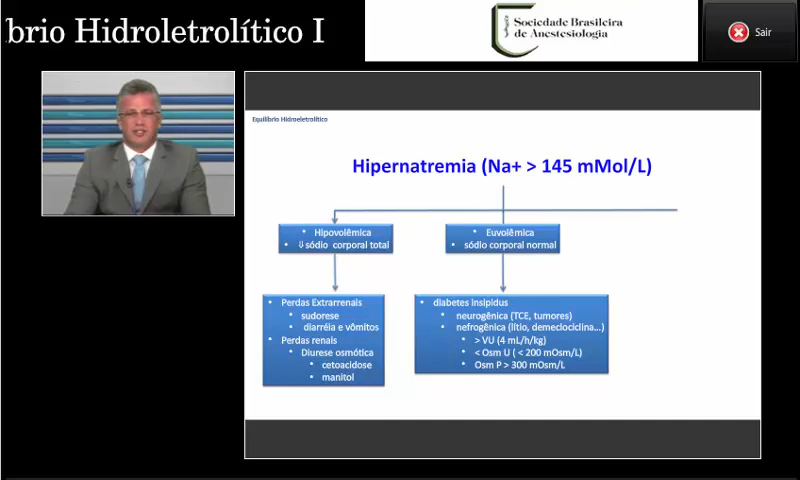 brio Hidroletrolítico I
Sociedade Brasileira
de Anestesiologia
Sair
Equilíbrio Hidroeletrolítico
Hipernatremia (Na+ > 145 mMol/L)
• Hipovolêmica
• ⇓sódio corporal total
• Euvolêmica
• sódio corporal normal
• Perdas Extrarrenais
• sudorese
• diarréia e vômitos
• Perdas renais
• Diurese osmótica
• cetoacidose
• manitol
• diabetes insipidus
• neurogênica (TCE, tumores)
• nefrogênica (lítio, demeclociclina...)
• > VU (4 mL/h/kg)
• < Osm U ( < 200 mOsm/L)
• Osm P > 300 mOsm/L